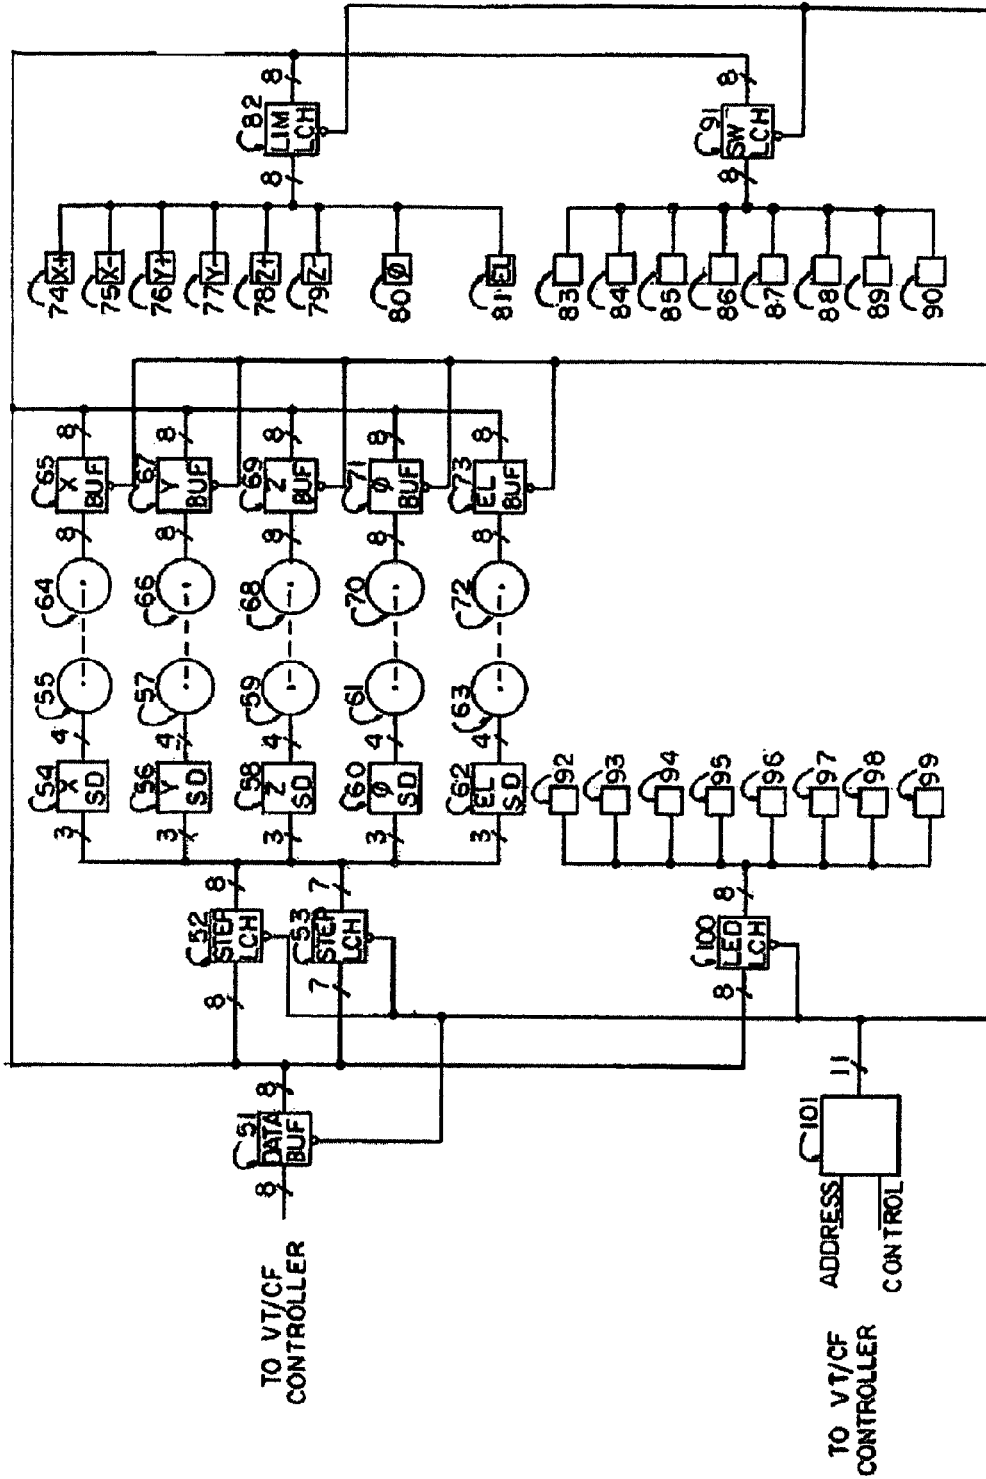 TO VT/CF
CONTROLLER
8
51
DATA
BUF
8
8
52
STEP
LCH
8
7
53
STEP
LCH
7
3
54
X
SD
4
55
64
8
65
X
BUF
8
3
56
Y
SD
4
57
66
8
67
Y
BUF
8
3
58
Z
SD
4
59
68
8
69
Z
BUF
8
3
60
Ø
SD
4
61
70
8
71
Ø
BUF
8
3
62
EL
SD
4
63
72
8
73
EL
BUF
8
74
X+
75
X-
76
Y+
77
Y-
78
Z+
79
Z-
80
Ø
81
EL
8
82
LIM
LCH
8
83
84
85
86
87
88
89
90
8
91
SW
LCH
8
8
100
LED
LCH
8
92
93
94
95
96
97
98
99
TO VT/CF
CONTROLLER
ADDRESS
CONTROL
101
11